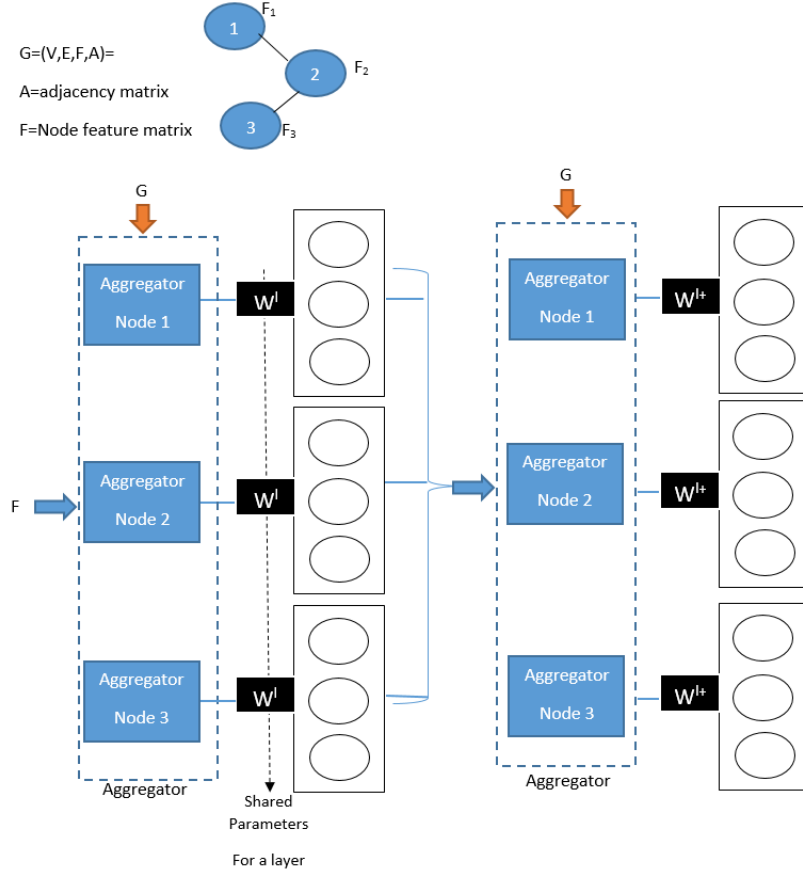 F₁
1
G=(V,E,F,A)=
2
F₂
A=adjacency matrix
3
F=Node feature matrix
F₃
G
G
Aggregator
Node 1
Wˡ
Aggregator
Node 1
Wˡ⁺
F
Aggregator
Node 2
Wˡ
Aggregator
Node 2
Wˡ⁺
Aggregator
Node 3
Wˡ
Aggregator
Node 3
Wˡ⁺
Aggregator
Aggregator
Shared
Parameters
For a layer